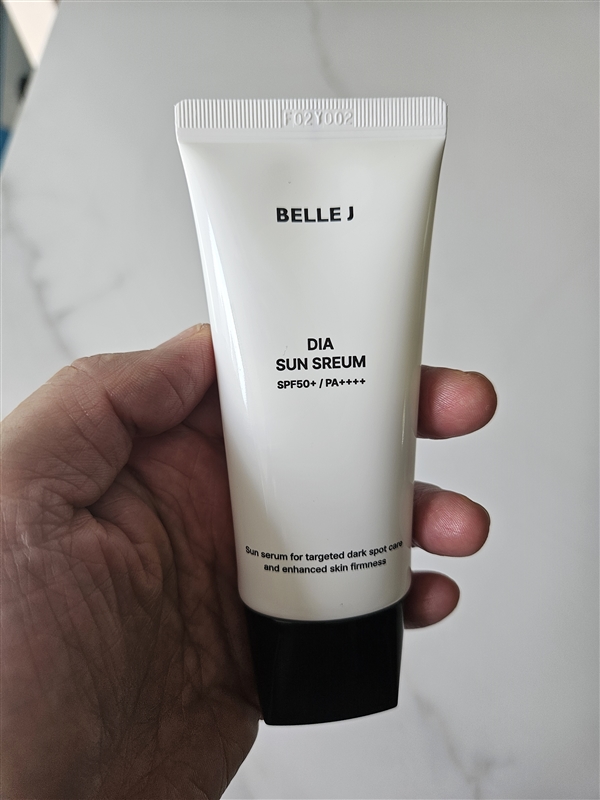 F02Y002
BELLE J
DIA
SUN SREUM
SPF50+ / PA++++
Sun serum for targeted dark spot care
and enhanced skin firmness